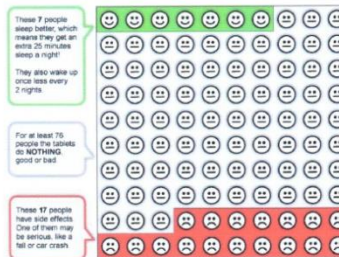 These 7 people
sleep better, which
means they get an
extra 25 minutes
sleep a night!
They also wake up
once less every
2 nights.
For at least 76
people the tablets
do NOTHING,
good or bad.
These 17 people
have side effects.
One of them may
be serious, like a
fall or car crash.